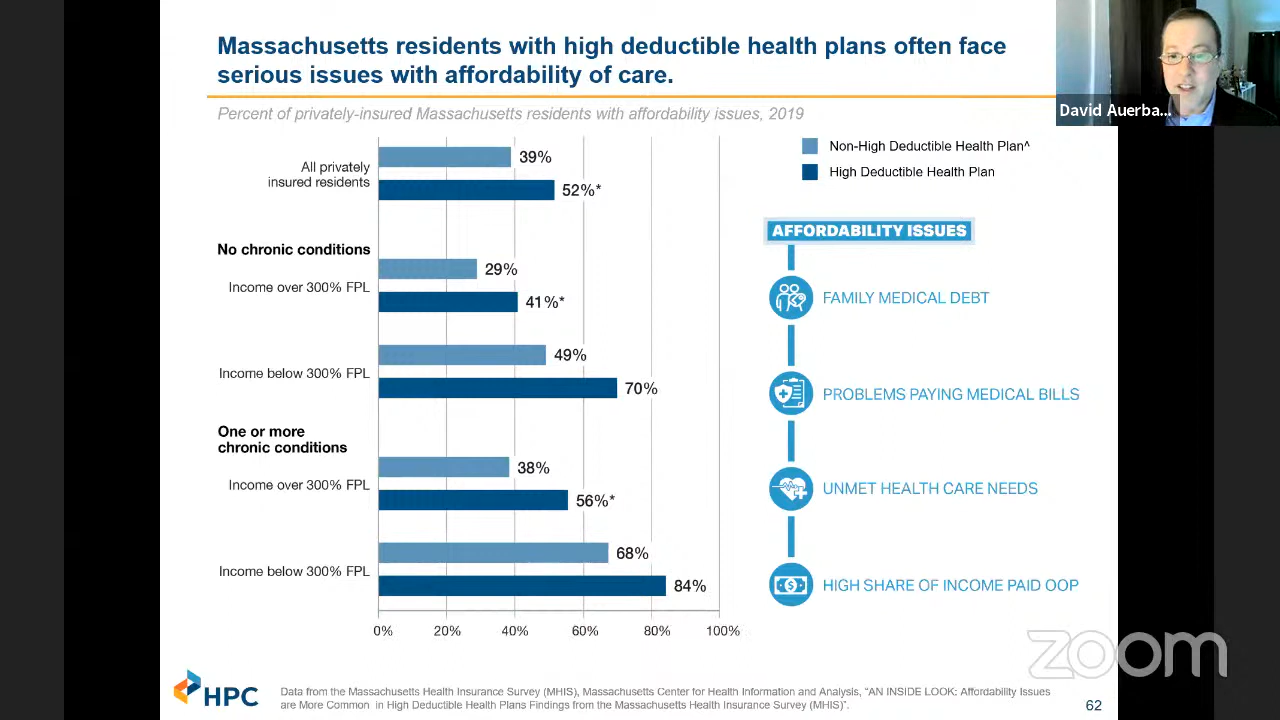 Massachusetts residents with high deductible health plans often face
serious issues with affordability of care.
Percent of privately-insured Massachusetts residents with affordability issues, 2019
David Auerba...
Non-High Deductible Health Plan^
High Deductible Health Plan
All privately
insured residents
39%
52%*
No chronic conditions
Income over 300% FPL
29%
41%*
Income below 300% FPL
49%
70%
One or more
chronic conditions
Income over 300% FPL
38%
56%*
Income below 300% FPL
68%
84%
0% 20% 40% 60% 80% 100%
AFFORDABILITY ISSUES
FAMILY MEDICAL DEBT
PROBLEMS PAYING MEDICAL BILLS
UNMET HEALTH CARE NEEDS
HIGH SHARE OF INCOME PAID OOP
zoom
HPC
Data from the Massachusetts Health Insurance Survey (MHIS), Massachusetts Center for Health Information and Analysis, “AN INSIDE LOOK: Affordability Issues
are More Common in High Deductible Health Plans Findings from the Massachusetts Health Insurance Survey (MHIS)”.
62